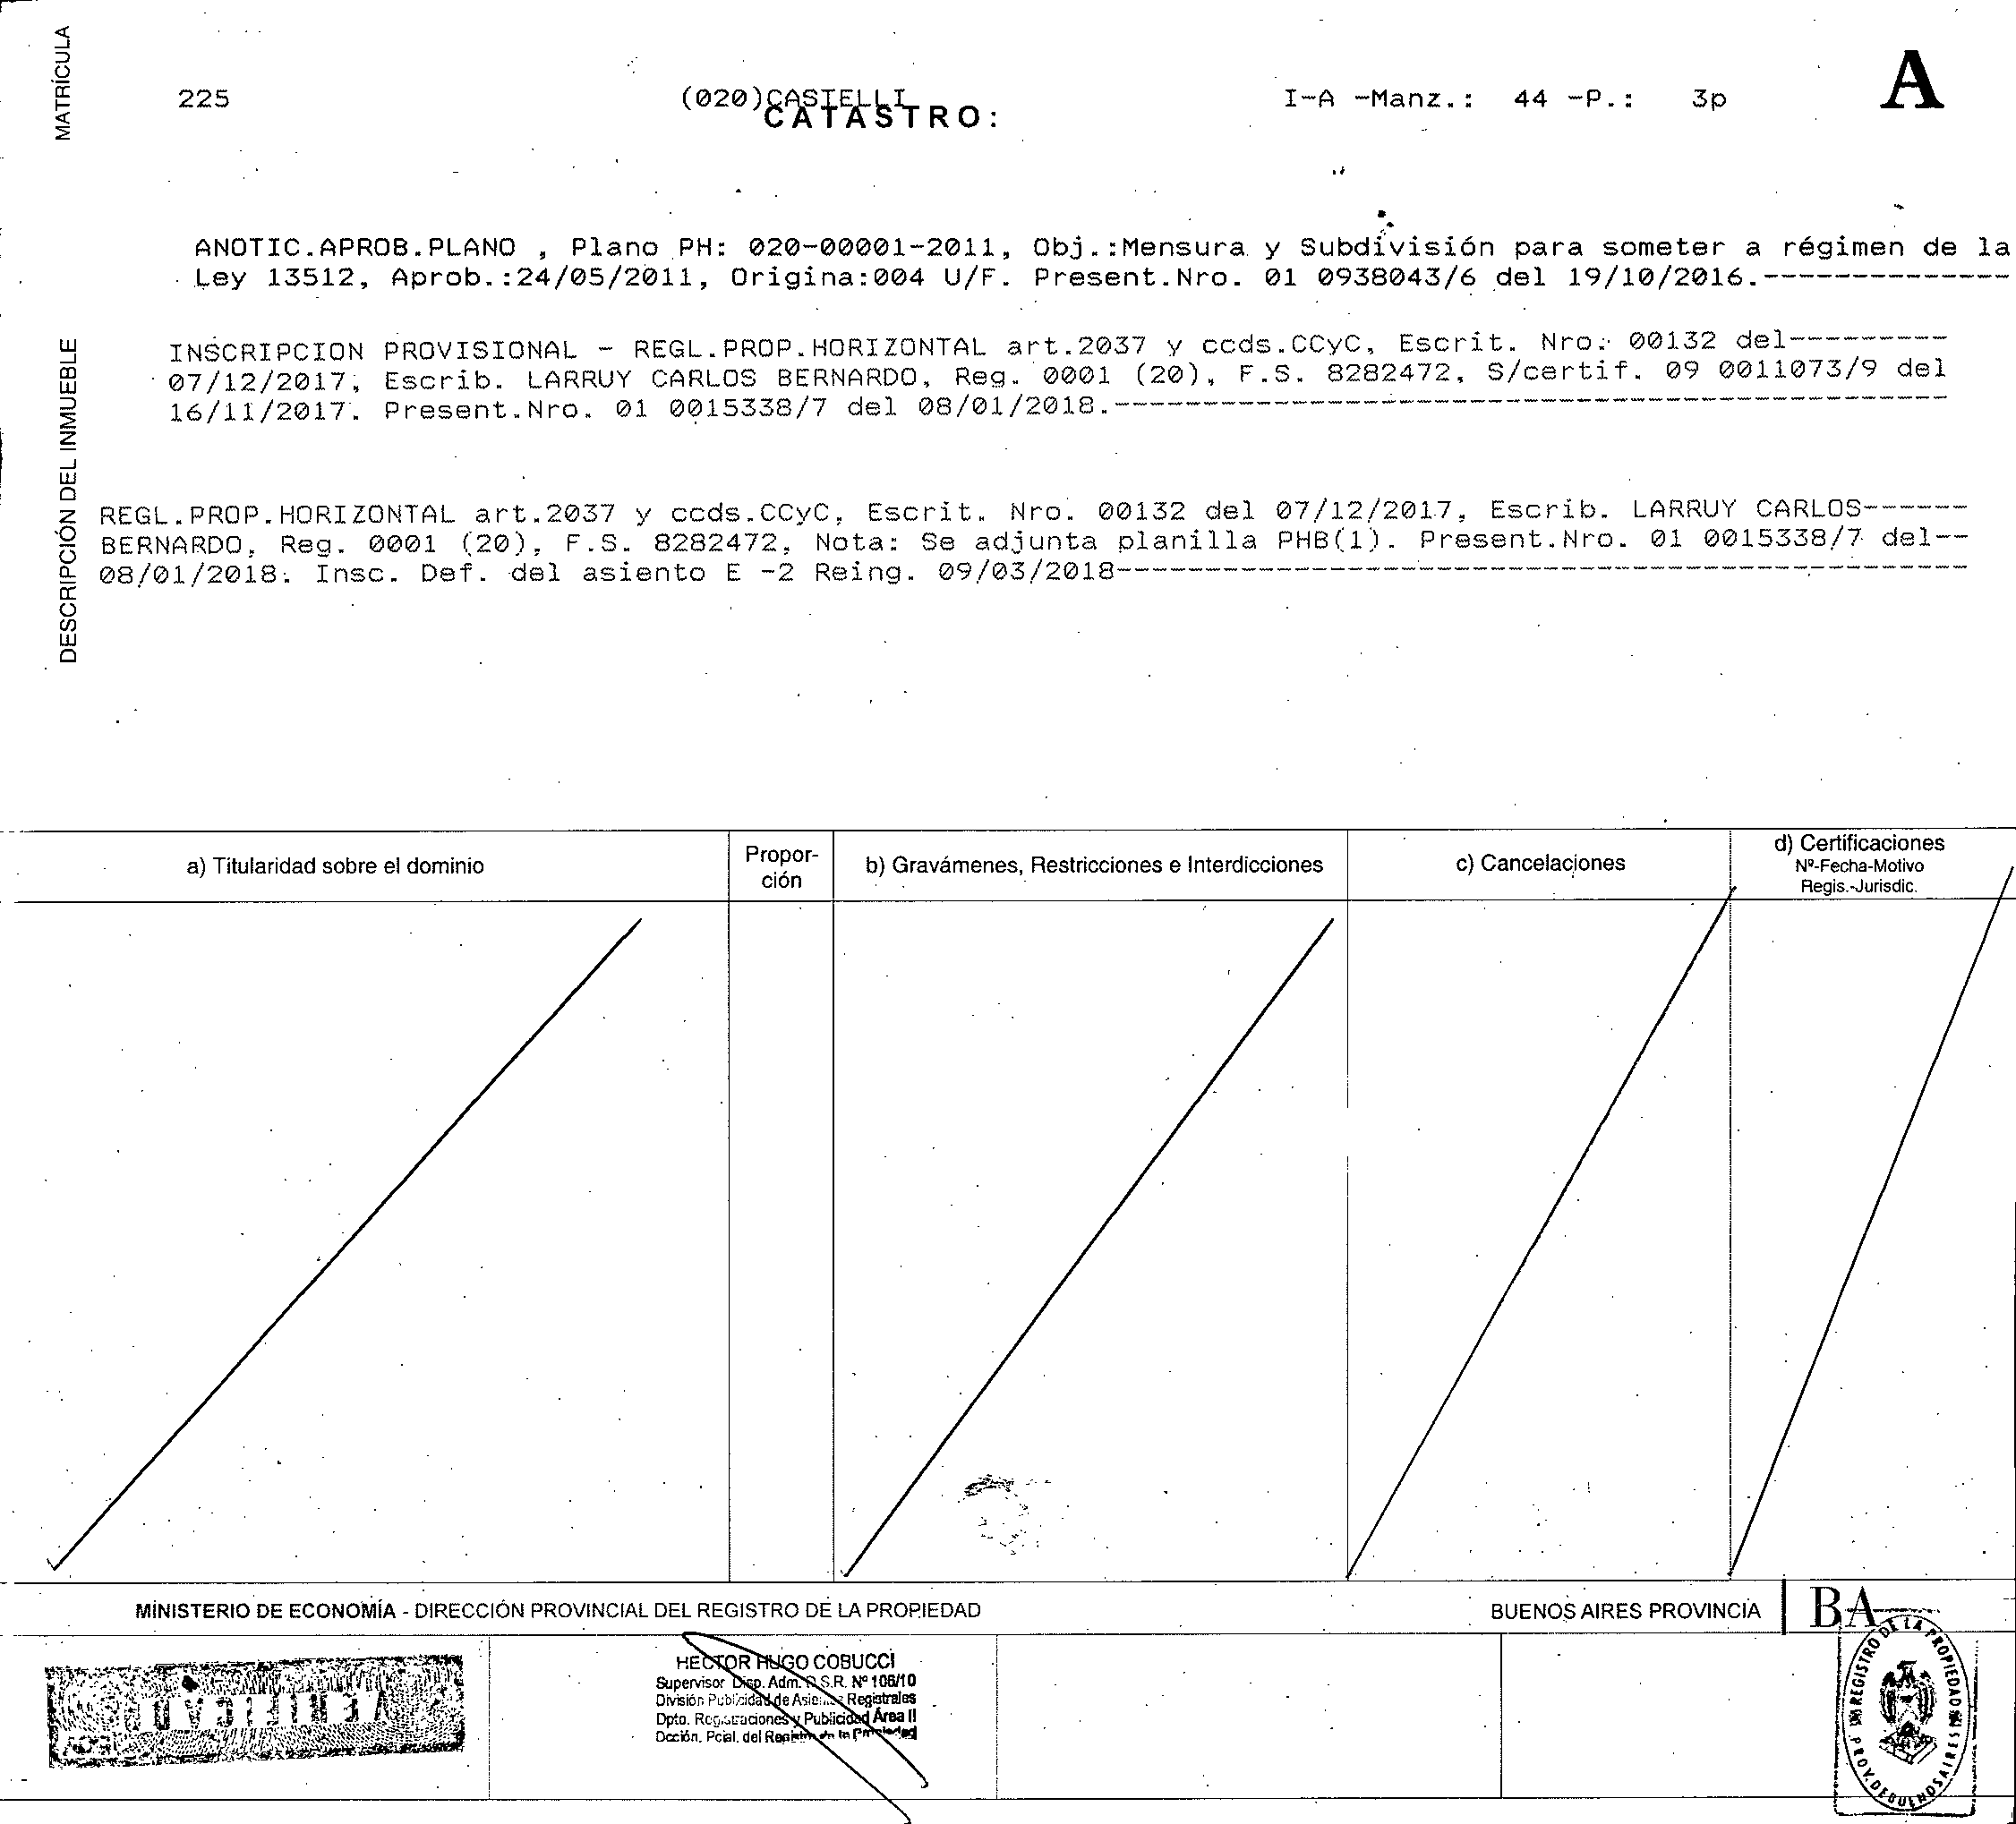 MATRÍCULA
225 (020)CASTELLI I-A -Manz.: 44 -P.: 3p A
CATASTRO:
ANOTIC.APROB.PLANO , Plano PH: 020-00001-2011, Obj.:Mensura y Subdivisión para someter a régimen de la
Ley 13512, Aprob.:24/05/2011, Origina:004 U/F. Present.Nro. 01 0938043/6 del 19/10/2016.--------------
DESCRIPCIÓN DEL INMUEBLE
INSCRIPCION PROVISIONAL - REGL.PROP.HORIZONTAL art.2037 y ccds.CCyC, Escrit. Nro. 00132 del---------
07/12/2017, Escrib. LARRUY CARLOS BERNARDO, Reg. 0001 (20), F.S. 8282472, S/certif. 09 0011073/9 del
16/11/2017. Present.Nro. 01 0015338/7 del 08/01/2018.-----------------------------------------------
REGL.PROP.HORIZONTAL art.2037 y ccds.CCyC, Escrit. Nro. 00132 del 07/12/2017, Escrib. LARRUY CARLOS------
BERNARDO, Reg. 0001 (20), F.S. 8282472, Nota: Se adjunta planilla PHB(1). Present.Nro. 01 0015338/7 del--
08/01/2018. Insc. Def. del asiento E -2 Reing. 09/03/2018------------------------------------------------
a) Titularidad sobre el dominio
Propor-
ción
b) Gravámenes, Restricciones e Interdicciones
c) Cancelaciones
d) Certificaciones
Nº-Fecha-Motivo
Regis.-Jurisdic.
MINISTERIO DE ECONOMÍA - DIRECCIÓN PROVINCIAL DEL REGISTRO DE LA PROPIEDAD
BUENOS AIRES PROVINCIA BA
HECTOR HUGO COBUCCI
Supervisor Disp. Adm. D.S.R. Nº 106/10
División Publicidad de Asientos Registrales
Dpto. Registraciones y Publicidad Área II
Dcción. Pcial. del Registro de la Propiedad
REGISTRO DE LA PROPIEDAD
PROV. DE BUENOS AIRES